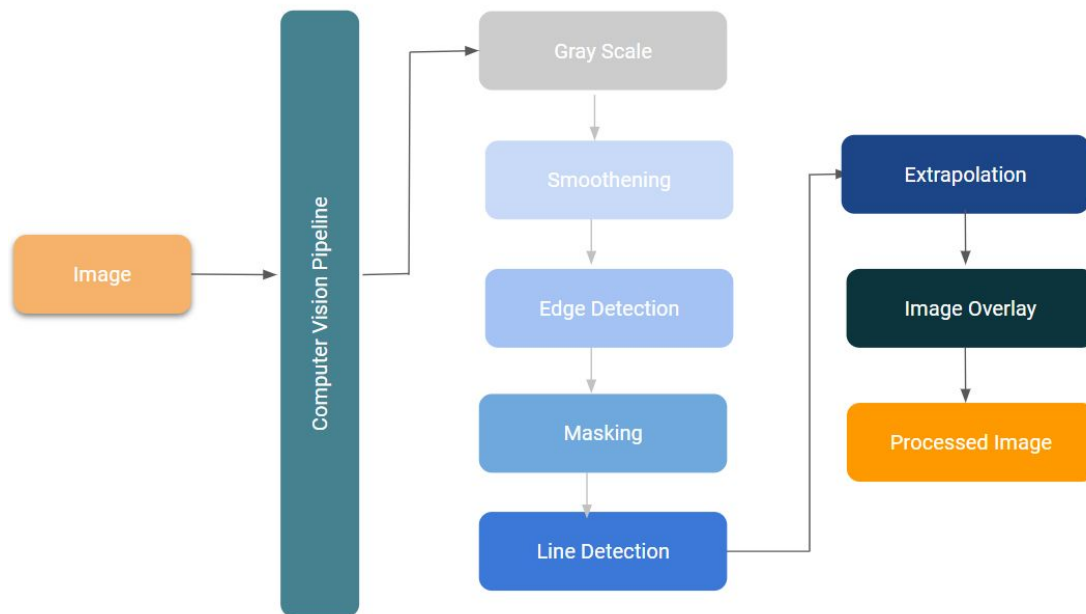 Image
Computer Vision Pipeline
Gray Scale
Smoothening
Edge Detection
Masking
Line Detection
Extrapolation
Image Overlay
Processed Image